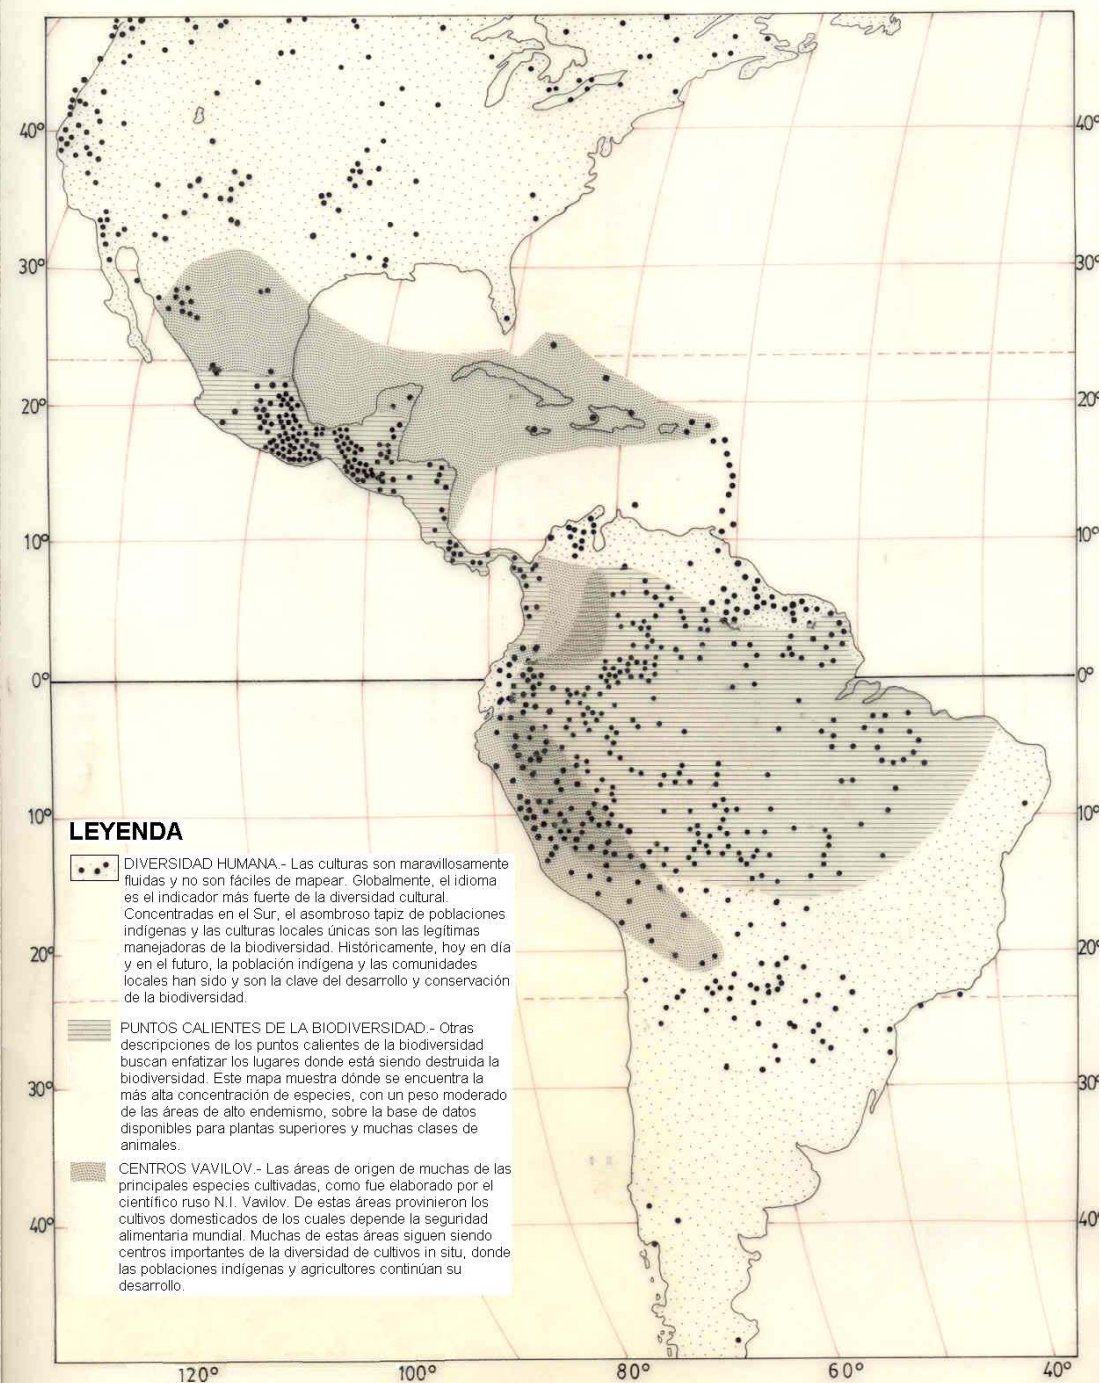 40°
40°
30°
30°
20°
20°
10°
10°
0°
0°
10°
10°
LEYENDA
DIVERSIDAD HUMANA.- Las culturas son maravillosamente
fluidas y no son fáciles de mapear. Globalmente, el idioma
es el indicador más fuerte de la diversidad cultural.
Concentradas en el Sur, el asombroso tapiz de poblaciones
indígenas y las culturas locales únicas son las legítimas
manejadoras de la biodiversidad. Históricamente, hoy en día
y en el futuro, la población indígena y las comunidades
locales han sido y son la clave del desarrollo y conservación
de la biodiversidad.
20°
20°
PUNTOS CALIENTES DE LA BIODIVERSIDAD.- Otras
descripciones de los puntos calientes de la biodiversidad
buscan enfatizar los lugares donde está siendo destruida la
biodiversidad. Este mapa muestra dónde se encuentra la
más alta concentración de especies, con un peso moderado
de las áreas de alto endemismo, sobre la base de datos
disponibles para plantas superiores y muchas clases de
animales.
30°
30°
CENTROS VAVILOV.- Las áreas de origen de muchas de las
principales especies cultivadas, como fue elaborado por el
científico ruso N.I. Vavilov. De estas áreas provinieron los
cultivos domesticados de los cuales depende la seguridad
alimentaria mundial. Muchas de estas áreas siguen siendo
centros importantes de la diversidad de cultivos in situ, donde
las poblaciones indígenas y agricultores continúan su
desarrollo.
40°
40°
120° 100° 80° 60° 40°